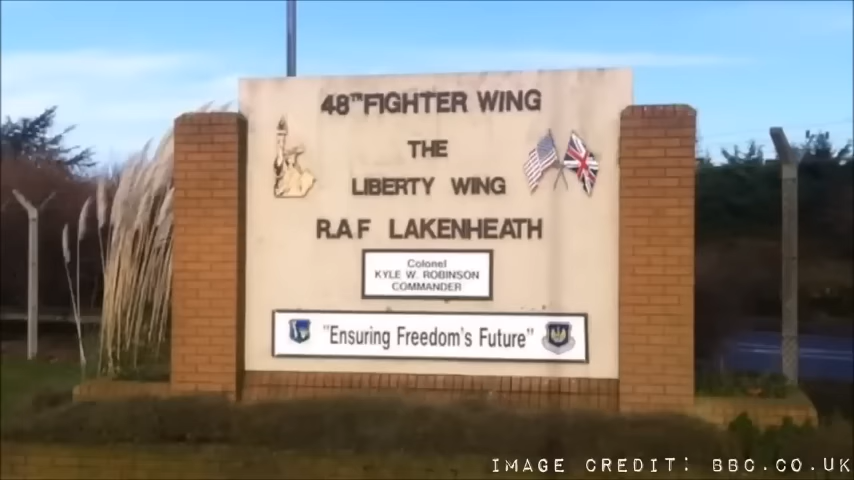 48TH FIGHTER WING
THE
LIBERTY WING
R.A.F LAKENHEATH
Colonel
KYLE W. ROBINSON
COMMANDER
"Ensuring Freedom's Future"
IMAGE CREDIT: BBC.CO.UK